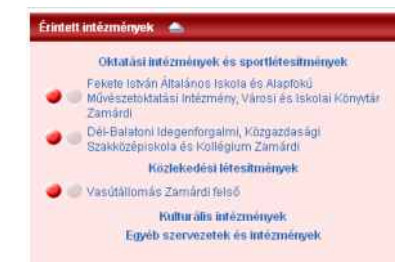 Érintett intézmények
Oktatási intézmények és sportlétesítmények
Fekete István Általános Iskola és Alapfokú
Művészetoktatási Intézmény, Városi és Iskolai Könyvtár
Zamárdi
Dél-Balatoni Idegenforgalmi, Közgazdasági
Szakközépiskola és Kollégium Zamárdi
Közlekedési létesítmények
Vasútállomás Zamárdi felső
Kulturális intézmények
Egyéb szervezetek és intézmények